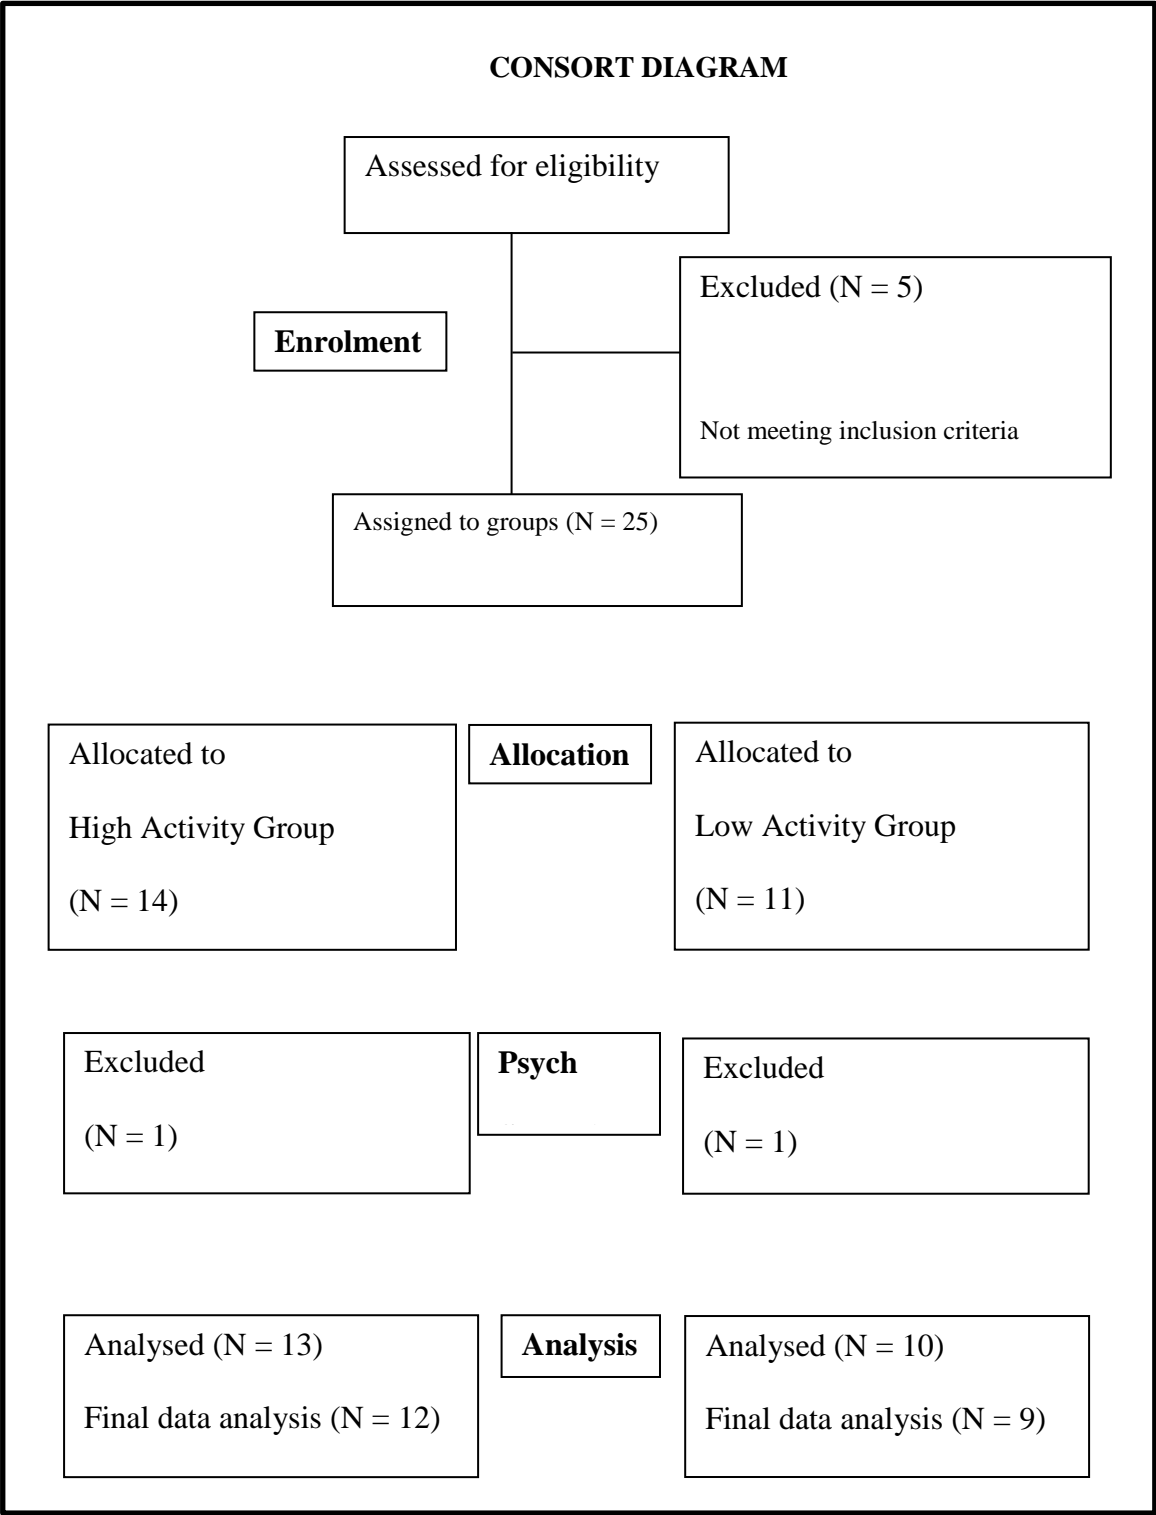 CONSORT DIAGRAM
Assessed for eligibility
Excluded (N = 5)
Not meeting inclusion criteria
Enrolment
Assigned to groups (N = 25)
Allocated to
High Activity Group
(N = 14)
Allocation
Allocated to
Low Activity Group
(N = 11)
Excluded
(N = 1)
Psych
Excluded
(N = 1)
Analysed (N = 13)
Final data analysis (N = 12)
Analysis
Analysed (N = 10)
Final data analysis (N = 9)